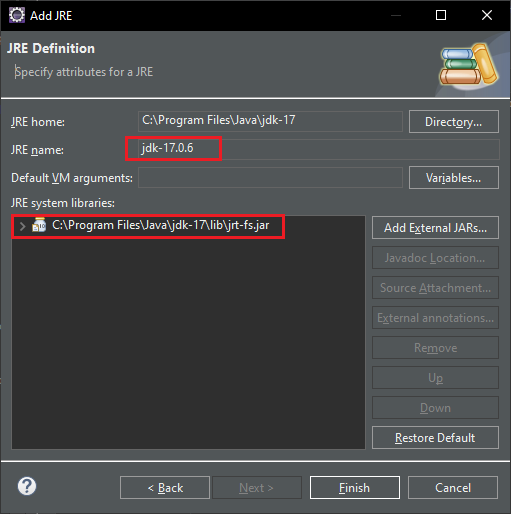 Add JRE
JRE Definition
Specify attributes for a JRE
JRE home:
C:\Program Files\Java\jdk-17
Directory...
JRE name:
jdk-17.0.6
Default VM arguments:
Variables...
JRE system libraries:
C:\Program Files\Java\jdk-17\lib\jrt-fs.jar
Add External JARs...
Javadoc Location...
Source Attachment...
External annotations...
Remove
Up
Down
Restore Default
?
< Back
Next >
Finish
Cancel